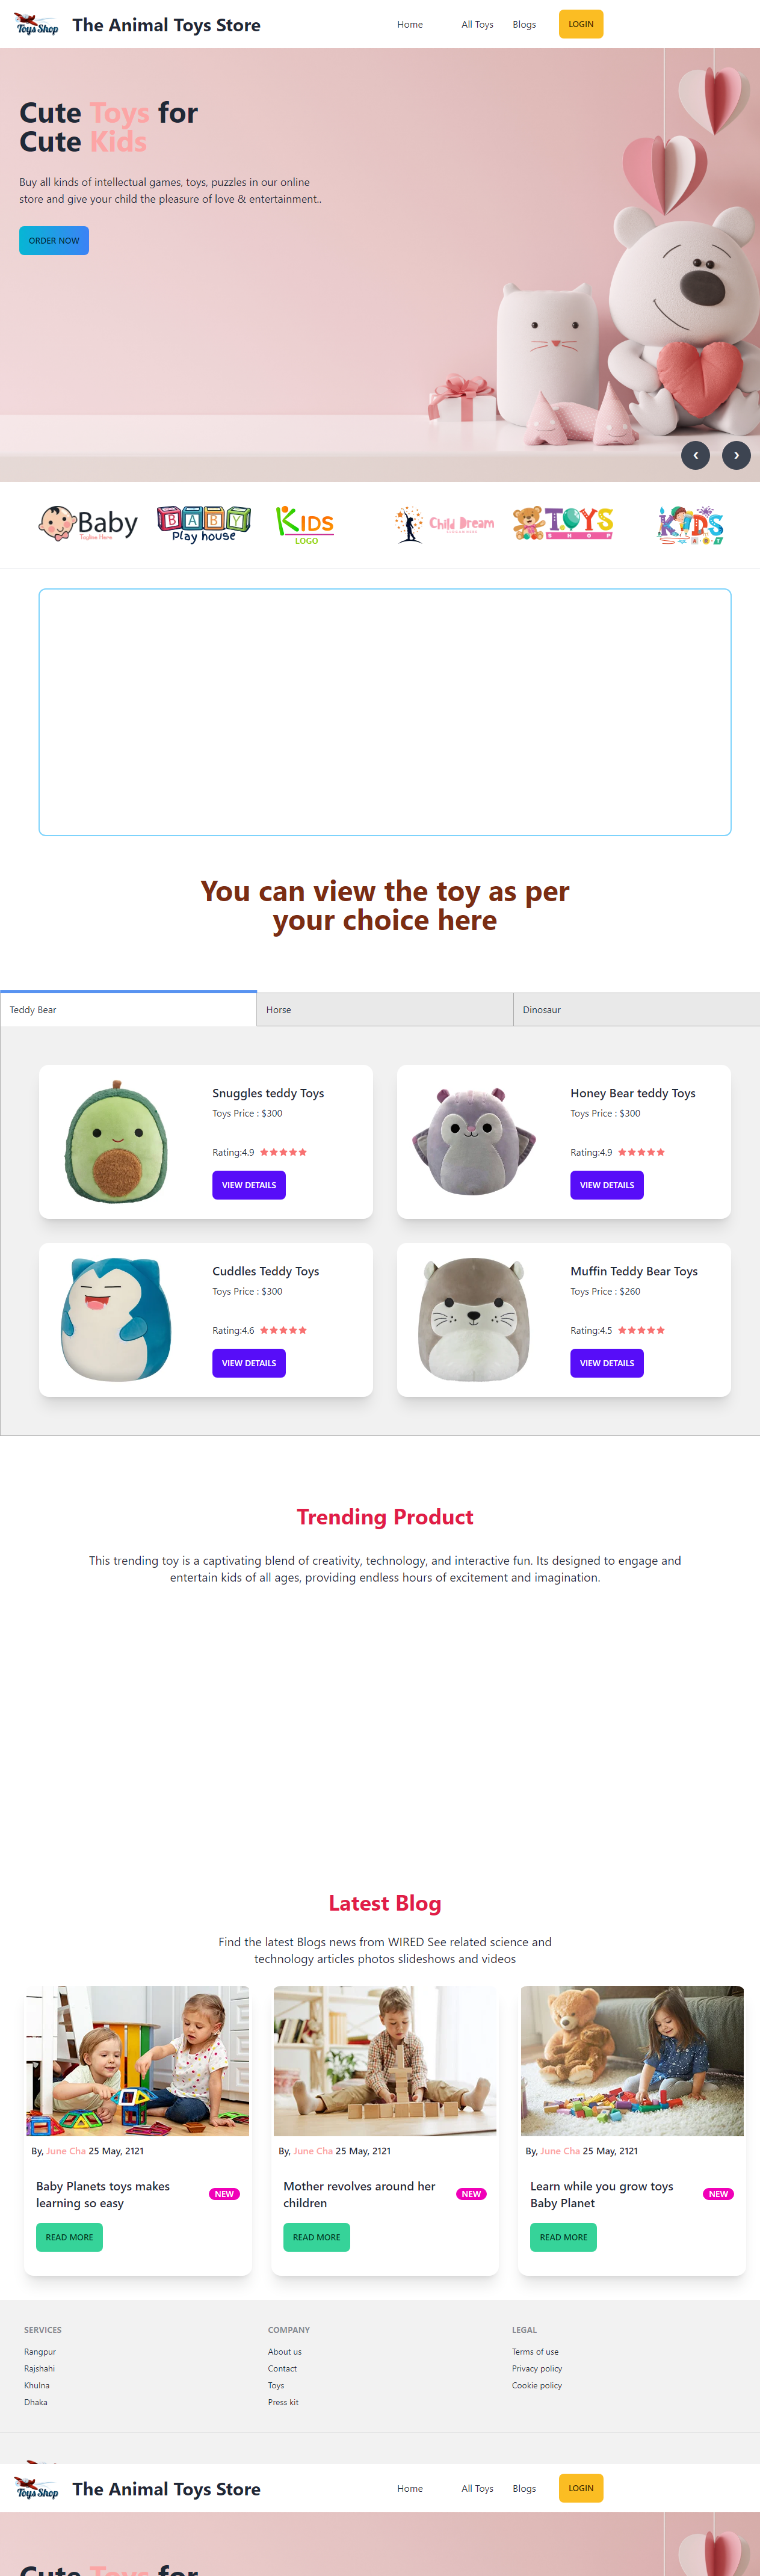 Toys Shop
The Animal Toys Store
Home
All Toys
Blogs
LOGIN
Cute Toys for
Cute Kids
Buy all kinds of intellectual games, toys, puzzles in our online
store and give your child the pleasure of love & entertainment..
ORDER NOW
‹
›
Baby
Tagline Here
BABY
Play house
KIDS
LOGO
Child Dream
TOYS
SHOP
KIDS
ART
You can view the toy as per
your choice here
Teddy Bear
Horse
Dinosaur
Snuggles teddy Toys
Toys Price : $300
Rating:4.9
VIEW DETAILS
Honey Bear teddy Toys
Toys Price : $300
Rating:4.9
VIEW DETAILS
Cuddles Teddy Toys
Toys Price : $300
Rating:4.6
VIEW DETAILS
Muffin Teddy Bear Toys
Toys Price : $260
Rating:4.5
VIEW DETAILS
Trending Product
This trending toy is a captivating blend of creativity, technology, and interactive fun. Its designed to engage and
entertain kids of all ages, providing endless hours of excitement and imagination.
Latest Blog
Find the latest Blogs news from WIRED See related science and
technology articles photos slideshows and videos
By, June Cha 25 May, 2121
Baby Planets toys makes
learning so easy
NEW
READ MORE
By, June Cha 25 May, 2121
Mother revolves around her
children
NEW
READ MORE
By, June Cha 25 May, 2121
Learn while you grow toys
Baby Planet
NEW
READ MORE
SERVICES
Rangpur
Rajshahi
Khulna
Dhaka
COMPANY
About us
Contact
Toys
Press kit
LEGAL
Terms of use
Privacy policy
Cookie policy
Toys Shop
The Animal Toys Store
Home
All Toys
Blogs
LOGIN
Cute Toys for